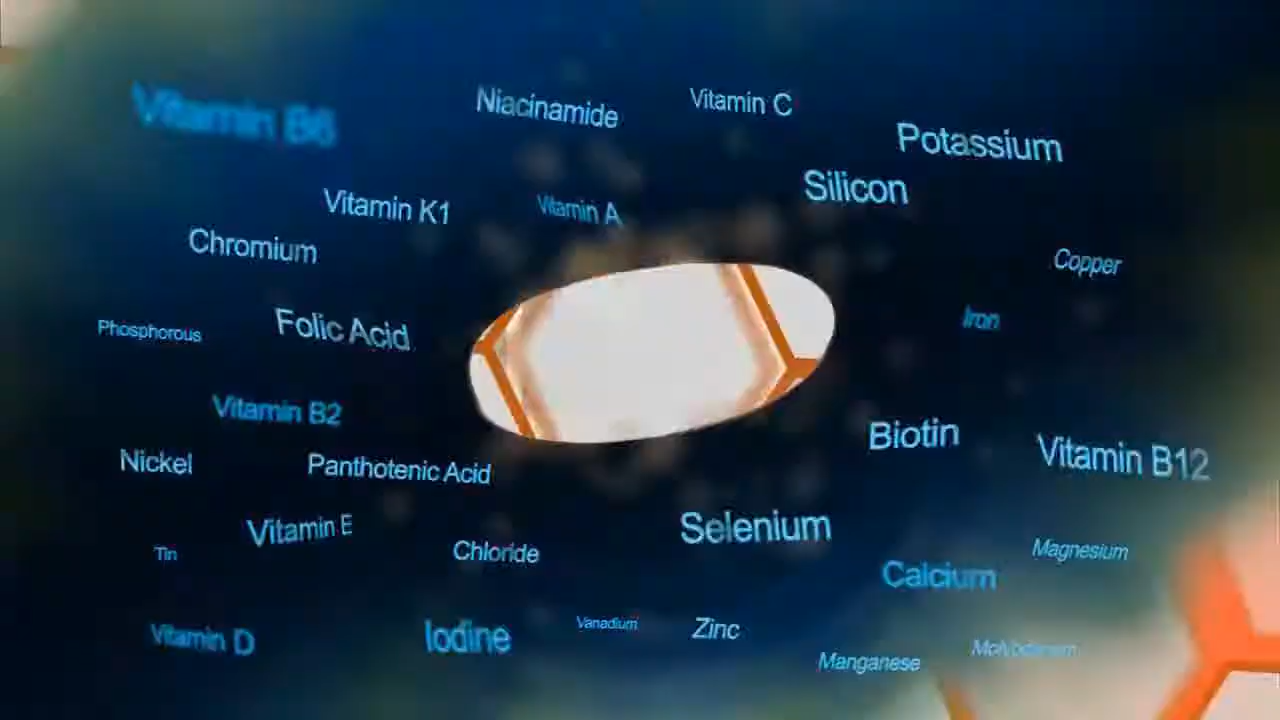 Vitamin B6
Niacinamide
Vitamin C
Potassium
Silicon
Vitamin K1
Vitamin A
Chromium
Copper
Phosphorous
Folic Acid
Iron
Vitamin B2
Biotin
Vitamin B12
Nickel
Panthotenic Acid
Vitamin E
Selenium
Tin
Chloride
Magnesium
Calcium
Vitamin D
Iodine
Vanadium
Zinc
Manganese